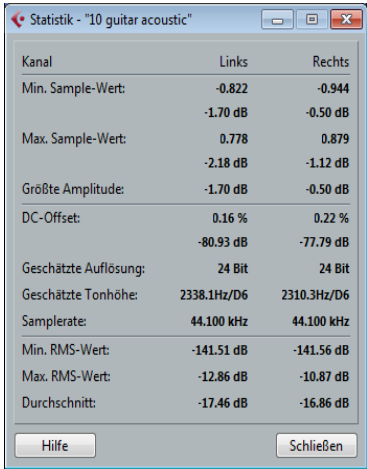 Statistik - "10 guitar acoustic"
Kanal Links Rechts
Min. Sample-Wert: -0.822 -0.944
-1.70 dB -0.50 dB
Max. Sample-Wert: 0.778 0.879
-2.18 dB -1.12 dB
Größte Amplitude: -1.70 dB -0.50 dB
DC-Offset: 0.16 % 0.22 %
-80.93 dB -77.79 dB
Geschätzte Auflösung: 24 Bit 24 Bit
Geschätzte Tonhöhe: 2338.1Hz/D6 2310.3Hz/D6
Samplerate: 44.100 kHz 44.100 kHz
Min. RMS-Wert: -141.51 dB -141.56 dB
Max. RMS-Wert: -12.86 dB -10.87 dB
Durchschnitt: -17.46 dB -16.86 dB
Hilfe Schließen